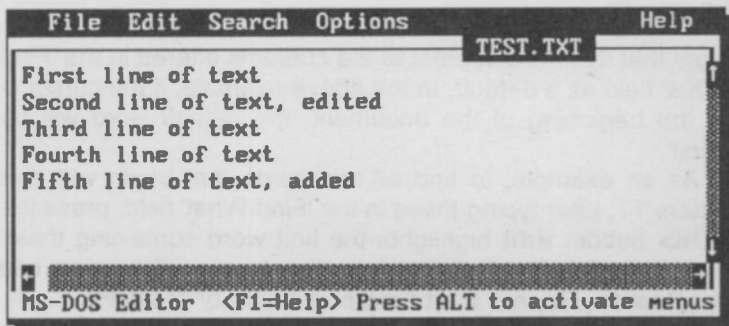 File Edit Search Options Help
TEST.TXT
First line of text
Second line of text, edited
Third line of text
Fourth line of text
Fifth line of text, added
MS-DOS Editor <F1=Help> Press ALT to activate menus